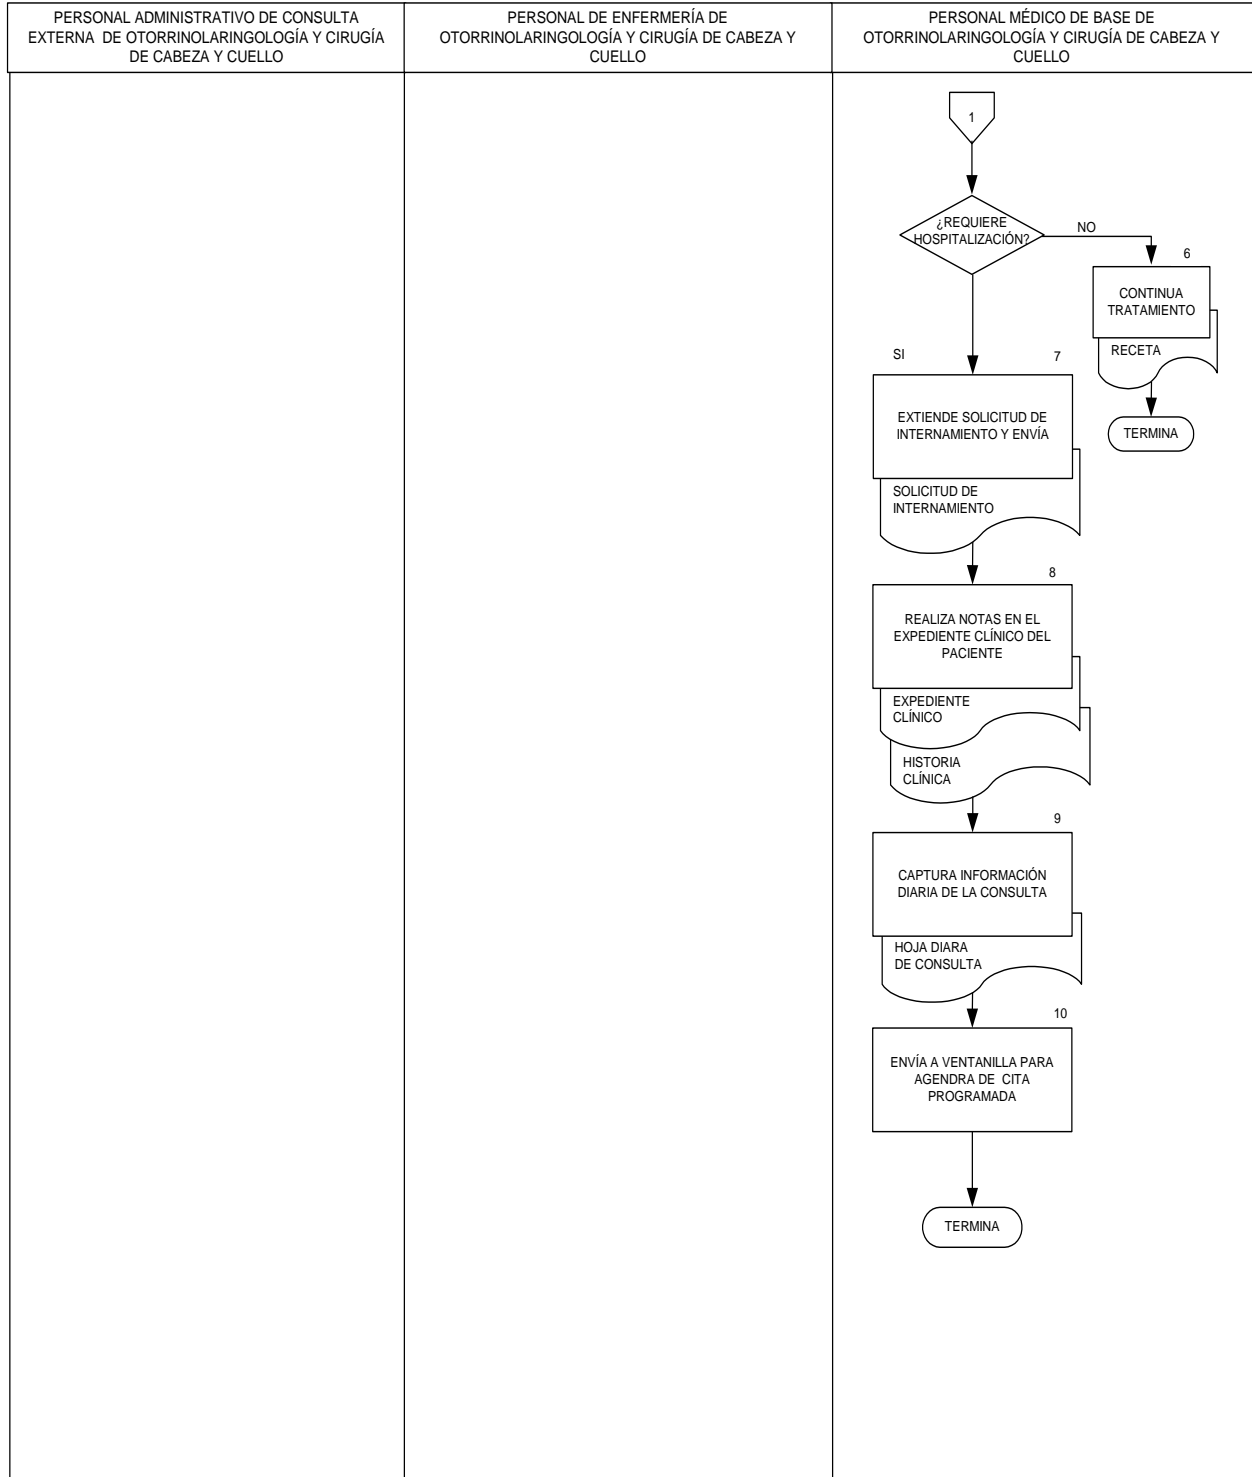 PERSONAL ADMINISTRATIVO DE CONSULTA
EXTERNA DE OTORRINOLARINGOLOGÍA Y CIRUGÍA
DE CABEZA Y CUELLO
PERSONAL DE ENFERMERÍA DE
OTORRINOLARINGOLOGÍA Y CIRUGÍA DE CABEZA Y
CUELLO
PERSONAL MÉDICO DE BASE DE
OTORRINOLARINGOLOGÍA Y CIRUGÍA DE CABEZA Y
CUELLO
1
¿REQUIERE
HOSPITALIZACIÓN?
NO
6
CONTINUA
TRATAMIENTO
RECETA
TERMINA
SI
7
EXTIENDE SOLICITUD DE
INTERNAMIENTO Y ENVÍA
SOLICITUD DE
INTERNAMIENTO
8
REALIZA NOTAS EN EL
EXPEDIENTE CLÍNICO DEL
PACIENTE
EXPEDIENTE
CLÍNICO
HISTORIA
CLÍNICA
9
CAPTURA INFORMACIÓN
DIARIA DE LA CONSULTA
HOJA DIARA
DE CONSULTA
10
ENVÍA A VENTANILLA PARA
AGENDRA DE CITA
PROGRAMADA
TERMINA